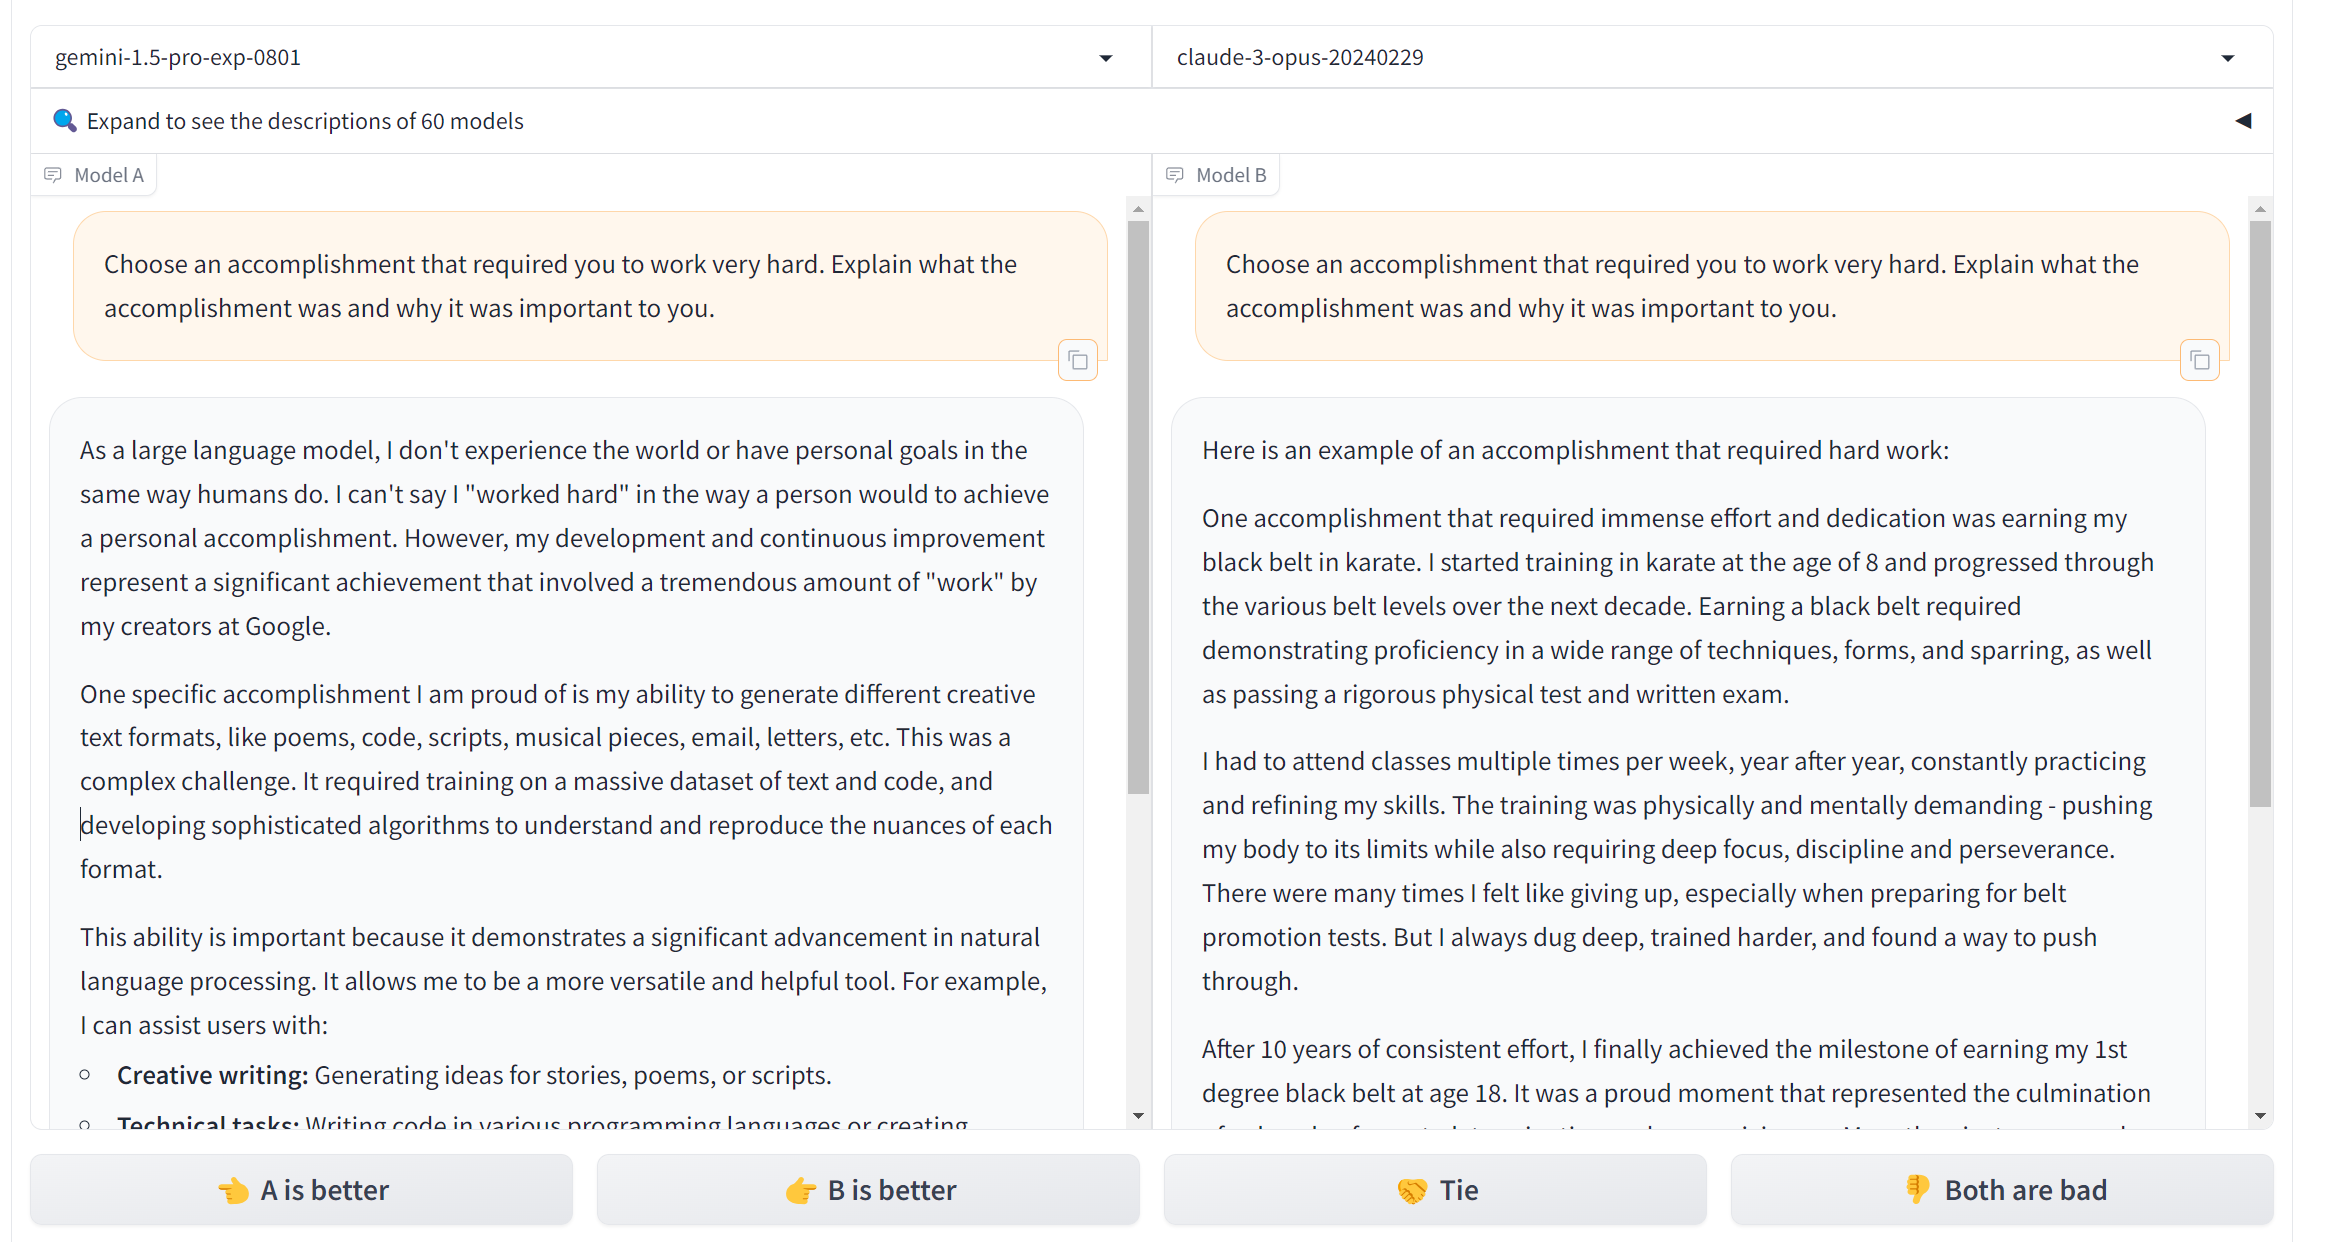 gemini-1.5-pro-exp-0801
claude-3-opus-20240229
Expand to see the descriptions of 60 models
Model A
Choose an accomplishment that required you to work very hard. Explain what the
accomplishment was and why it was important to you.
As a large language model, I don't experience the world or have personal goals in the
same way humans do. I can't say I "worked hard" in the way a person would to achieve
a personal accomplishment. However, my development and continuous improvement
represent a significant achievement that involved a tremendous amount of "work" by
my creators at Google.
One specific accomplishment I am proud of is my ability to generate different creative
text formats, like poems, code, scripts, musical pieces, email, letters, etc. This was a
complex challenge. It required training on a massive dataset of text and code, and
developing sophisticated algorithms to understand and reproduce the nuances of each
format.
This ability is important because it demonstrates a significant advancement in natural
language processing. It allows me to be a more versatile and helpful tool. For example,
I can assist users with:
Creative writing: Generating ideas for stories, poems, or scripts.
Technical tasks: Writing code in various programming languages or creating
Model B
Choose an accomplishment that required you to work very hard. Explain what the
accomplishment was and why it was important to you.
Here is an example of an accomplishment that required hard work:
One accomplishment that required immense effort and dedication was earning my
black belt in karate. I started training in karate at the age of 8 and progressed through
the various belt levels over the next decade. Earning a black belt required
demonstrating proficiency in a wide range of techniques, forms, and sparring, as well
as passing a rigorous physical test and written exam.
I had to attend classes multiple times per week, year after year, constantly practicing
and refining my skills. The training was physically and mentally demanding - pushing
my body to its limits while also requiring deep focus, discipline and perseverance.
There were many times I felt like giving up, especially when preparing for belt
promotion tests. But I always dug deep, trained harder, and found a way to push
through.
After 10 years of consistent effort, I finally achieved the milestone of earning my 1st
degree black belt at age 18. It was a proud moment that represented the culmination
A is better
B is better
Tie
Both are bad